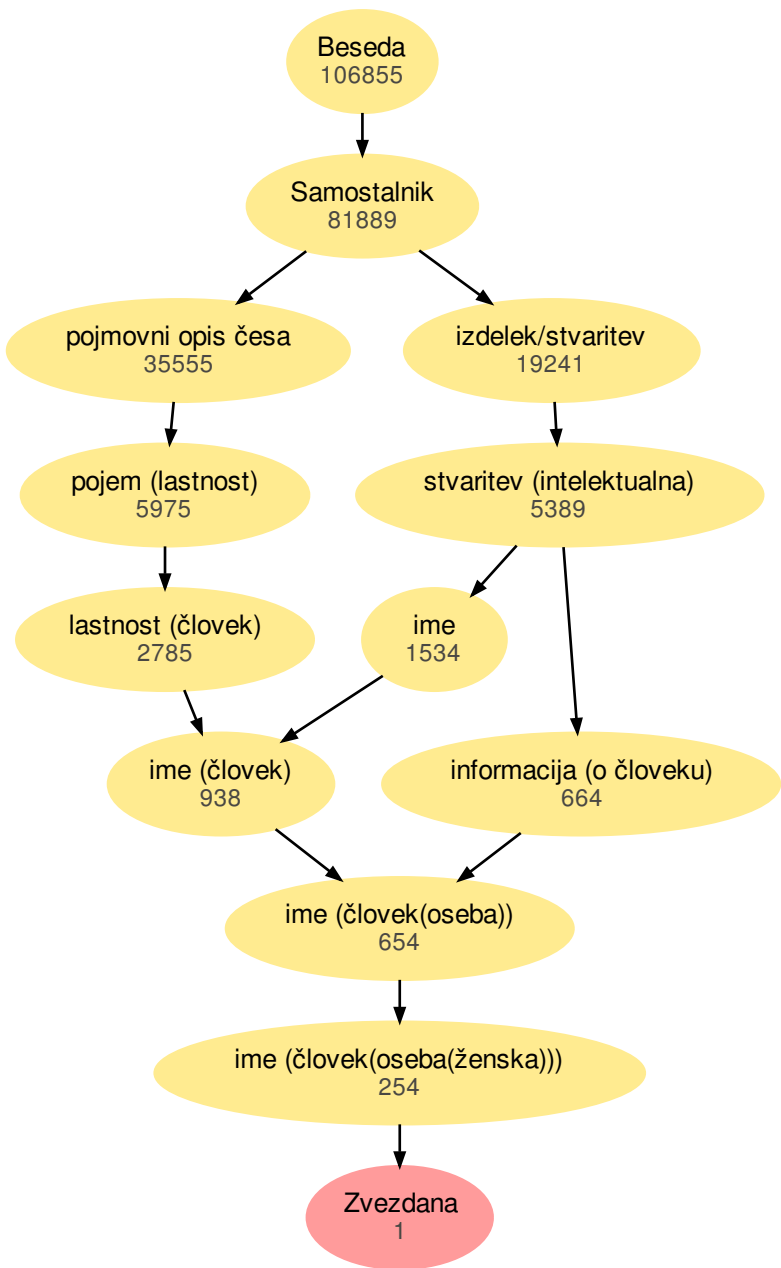 Beseda
106855
Samostalnik
81889
pojmovni opis česa
35555
izdelek/stvaritev
19241
pojem (lastnost)
5975
stvaritev (intelektualna)
5389
lastnost (človek)
2785
ime
1534
ime (človek)
938
informacija (o človeku)
664
ime (človek(oseba))
654
ime (človek(oseba(ženska)))
254
Zvezdana
1